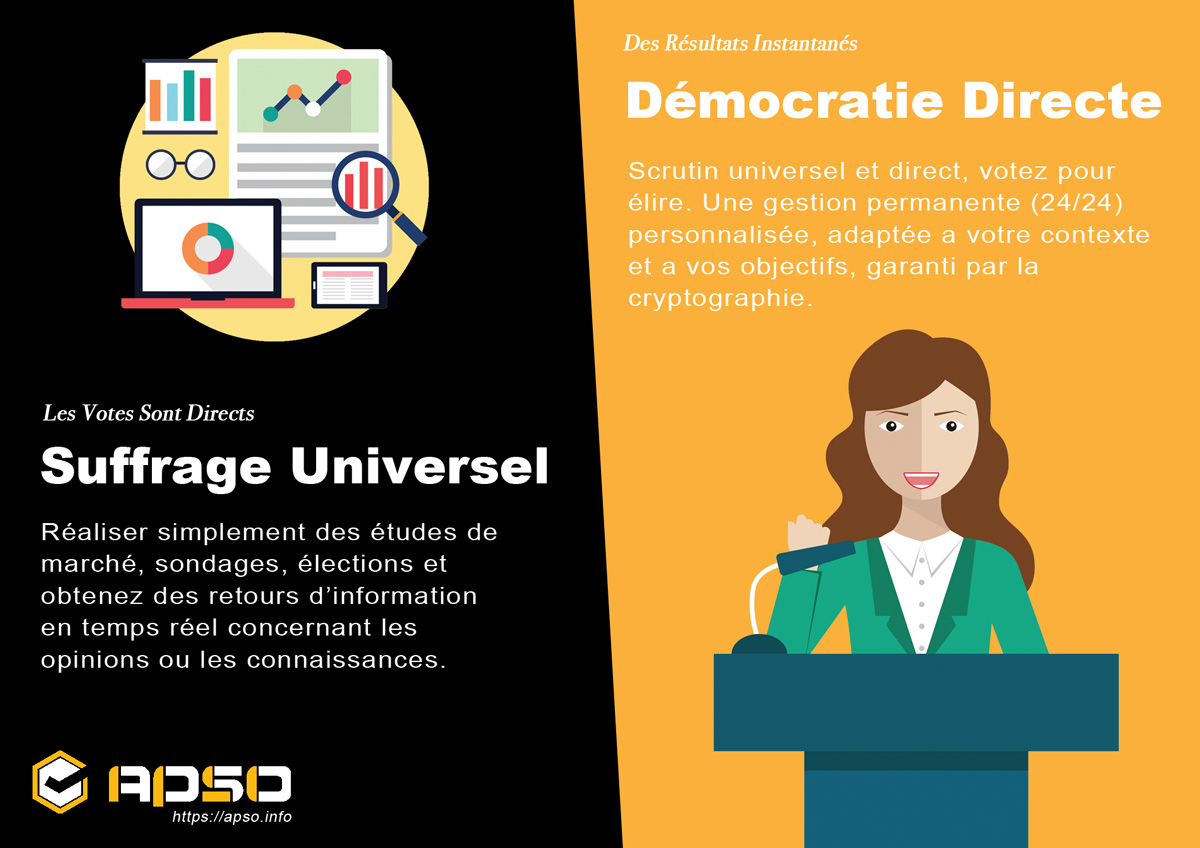 Les Votes Sont Directs
Suffrage Universel
Réaliser simplement des études de
marché, sondages, élections et
obtenez des retours d’information
en temps réel concernant les
opinions ou les connaissances.
APSO
https://apso.info
Des Résultats Instantanés
Démocratie Directe
Scrutin universel et direct, votez pour
élire. Une gestion permanente (24/24)
personnalisée, adaptée a votre contexte
et a vos objectifs, garanti par la
cryptographie.